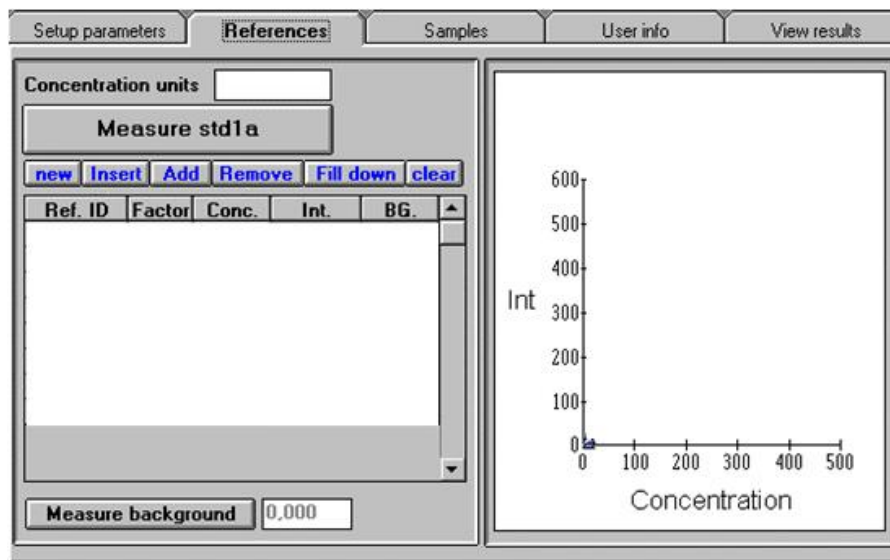 Setup parameters References Samples User info View results
Concentration units
Measure std1a
new Insert Add Remove Fill down clear
Ref. ID Factor Conc. Int. BG.
Measure background 0,000
600
500
400
Int
300
200
100
0
0 100 200 300 400 500
Concentration